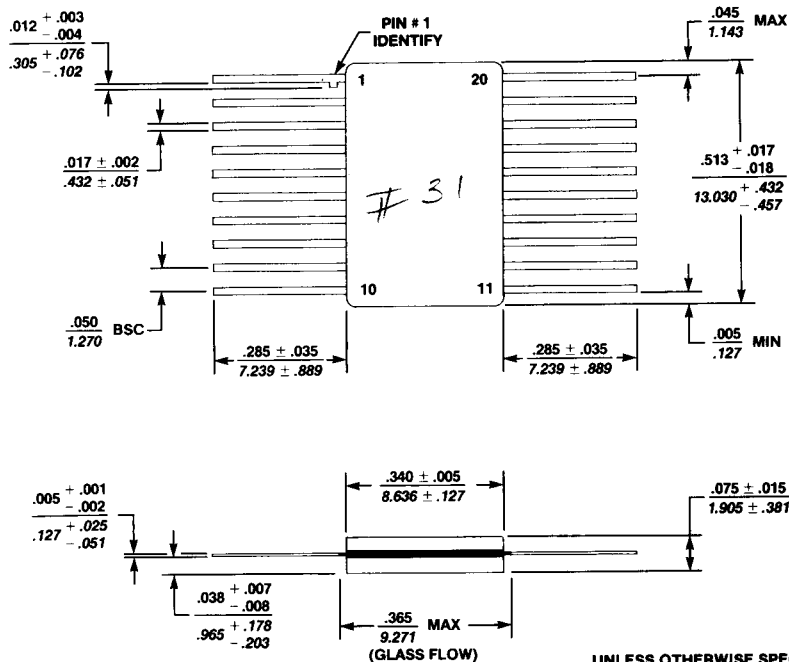 .012 + .003 - .004
.305 + .076 - .102
PIN # 1
IDENTIFY
.045 MAX
1.143
1
20
.017 ± .002
.432 ± .051
# 31
.513 + .017 - .018
13.030 + .432 - .457
10
11
.050 BSC
1.270
.285 ± .035
7.239 ± .889
.285 ± .035
7.239 ± .889
.005 MIN
.127
.340 ± .005
8.636 ± .127
.075 ± .015
1.905 ± .381
.005 + .001 - .002
.127 + .025 - .051
.038 + .007 - .008
.965 + .178 - .203
.365 MAX
9.271
(GLASS FLOW)
UNLESS OTHERWISE SPE